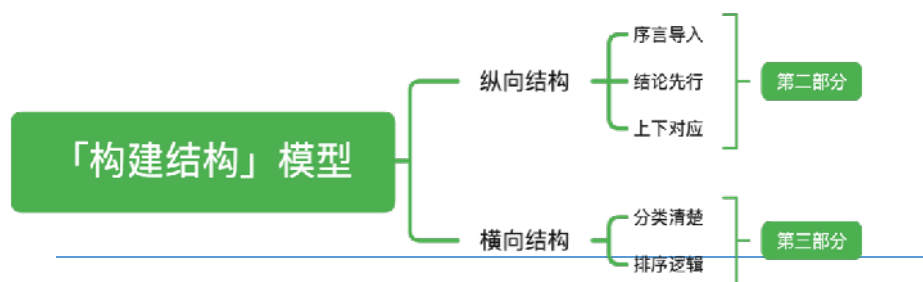 「构建结构」模型
纵向结构
序言导入
结论先行
上下对应
第二部分
横向结构
分类清楚
排序逻辑
第三部分